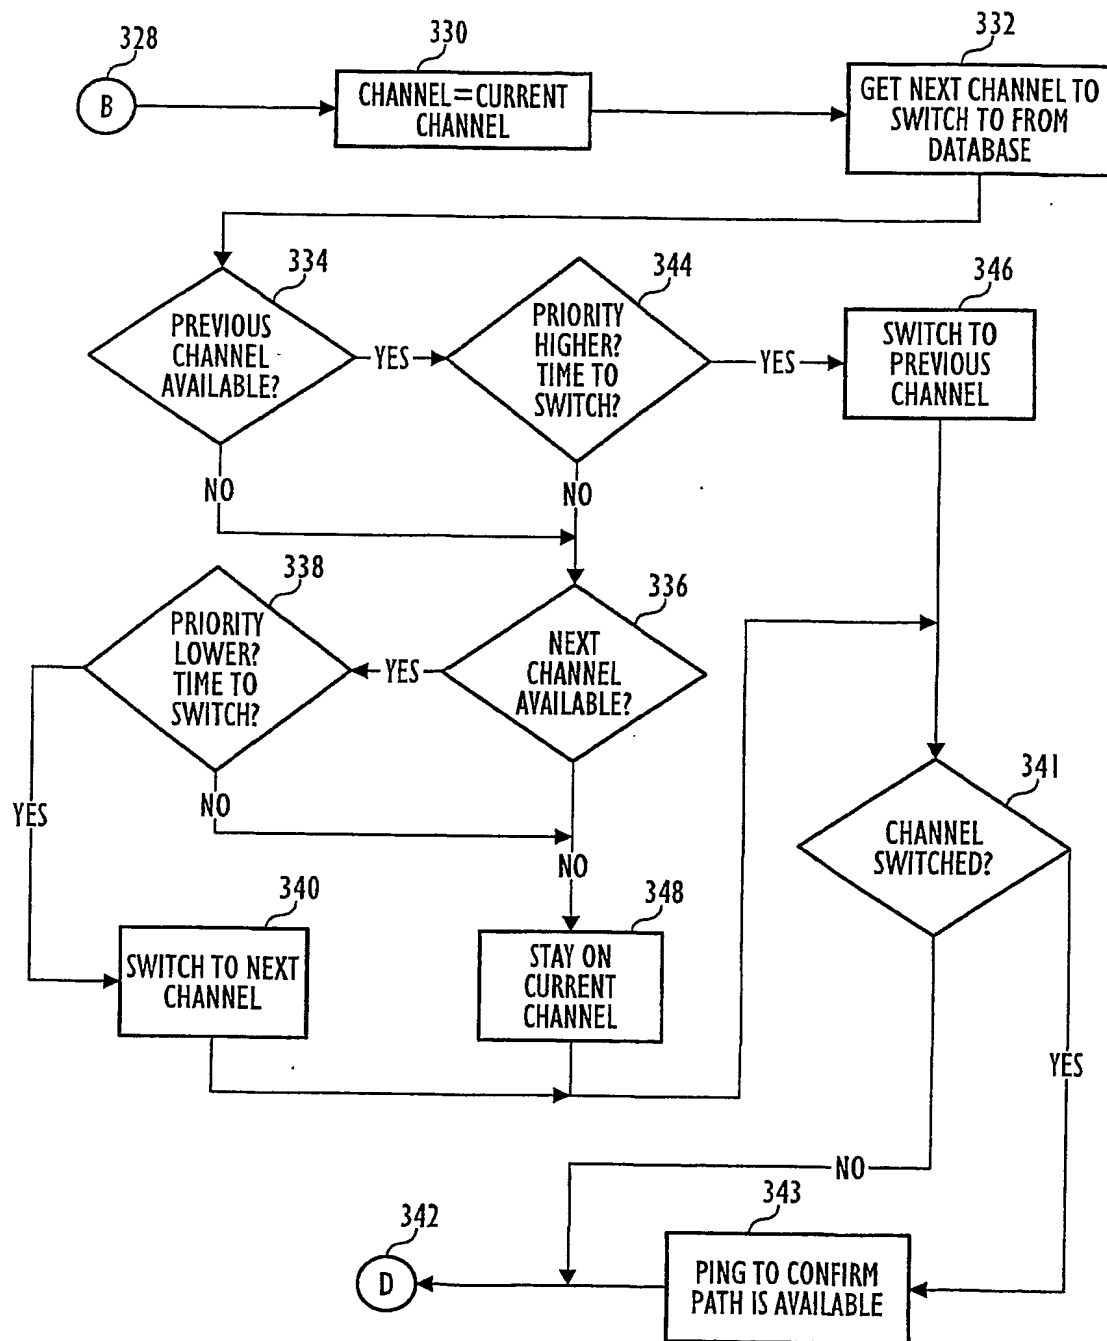 328
B
330
CHANNEL=CURRENT
CHANNEL
332
GET NEXT CHANNEL TO
SWITCH TO FROM
DATABASE
334
PREVIOUS
CHANNEL
AVAILABLE?
YES
NO
344
PRIORITY
HIGHER?
TIME TO
SWITCH?
YES
NO
346
SWITCH TO
PREVIOUS
CHANNEL
338
PRIORITY
LOWER?
TIME TO
SWITCH?
YES
NO
336
NEXT
CHANNEL
AVAILABLE?
YES
NO
341
CHANNEL
SWITCHED?
YES
NO
340
SWITCH TO NEXT
CHANNEL
348
STAY ON
CURRENT
CHANNEL
342
D
343
PING TO CONFIRM
PATH IS AVAILABLE